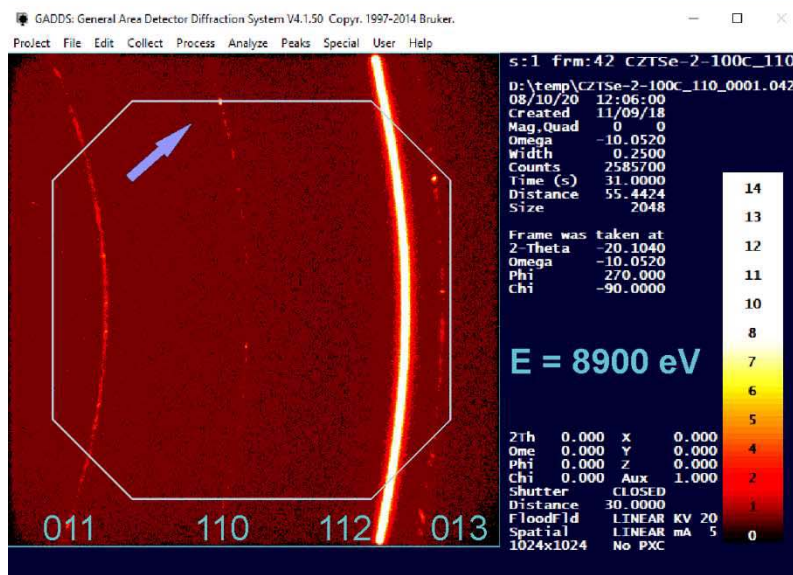 GADDS: General Area Detector Diffraction System V4.1.50 Copyr. 1997-2014 Bruker.
Project File Edit Collect Process Analyze Peaks Special User Help
s:1 frm:42 CZTSe-2-100C_110
D:\temp\CZTSe-2-100C_110_0001.042
08/10/20 12:06:00
Created 11/09/18
Mag.Quad 0 0
Omega -10.0520
Width 0.2500
Counts 2585700
Time (s) 31.0000
Distance 55.4424
Size 2048
Frame was taken at
2-Theta -20.1040
Omega -10.0520
Phi 270.000
Chi -90.0000
E = 8900 eV
2Th 0.000 X 0.000
Ome 0.000 Y 0.000
Phi 0.000 Z 0.000
Chi 0.000 Aux 1.000
Shutter CLOSED
Distance 30.0000
FloodFld LINEAR KV 20
Spatial LINEAR mA 5
1024x1024 No PXC
14
13
12
11
10
9
8
7
6
5
4
3
2
1
0
011 110 112 013